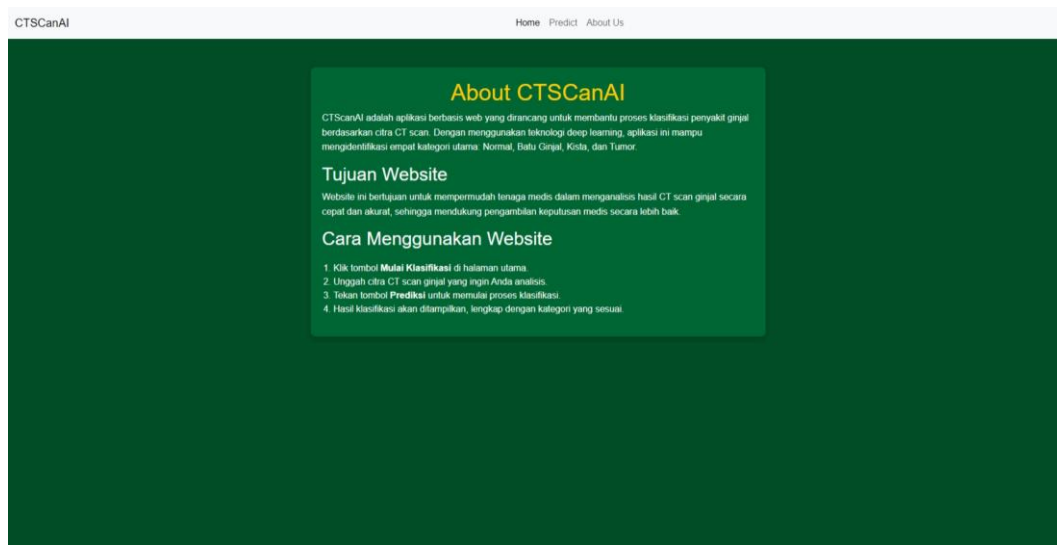 CTSCanAI
Home Predict About Us
About CTSCanAI
CTScanAI adalah aplikasi berbasis web yang dirancang untuk membantu proses klasifikasi penyakit ginjal
berdasarkan citra CT scan. Dengan menggunakan teknologi deep learning, aplikasi ini mampu
mengidentifikasi empat kategori utama: Normal, Batu Ginjal, Kista, dan Tumor.
Tujuan Website
Website ini bertujuan untuk mempermudah tenaga medis dalam menganalisis hasil CT scan ginjal secara
cepat dan akurat, sehingga mendukung pengambilan keputusan medis secara lebih baik.
Cara Menggunakan Website
1. Klik tombol Mulai Klasifikasi di halaman utama.
2. Unggah citra CT scan ginjal yang ingin Anda analisis.
3. Tekan tombol Prediksi untuk memulai proses klasifikasi.
4. Hasil klasifikasi akan ditampilkan, lengkap dengan kategori yang sesuai.